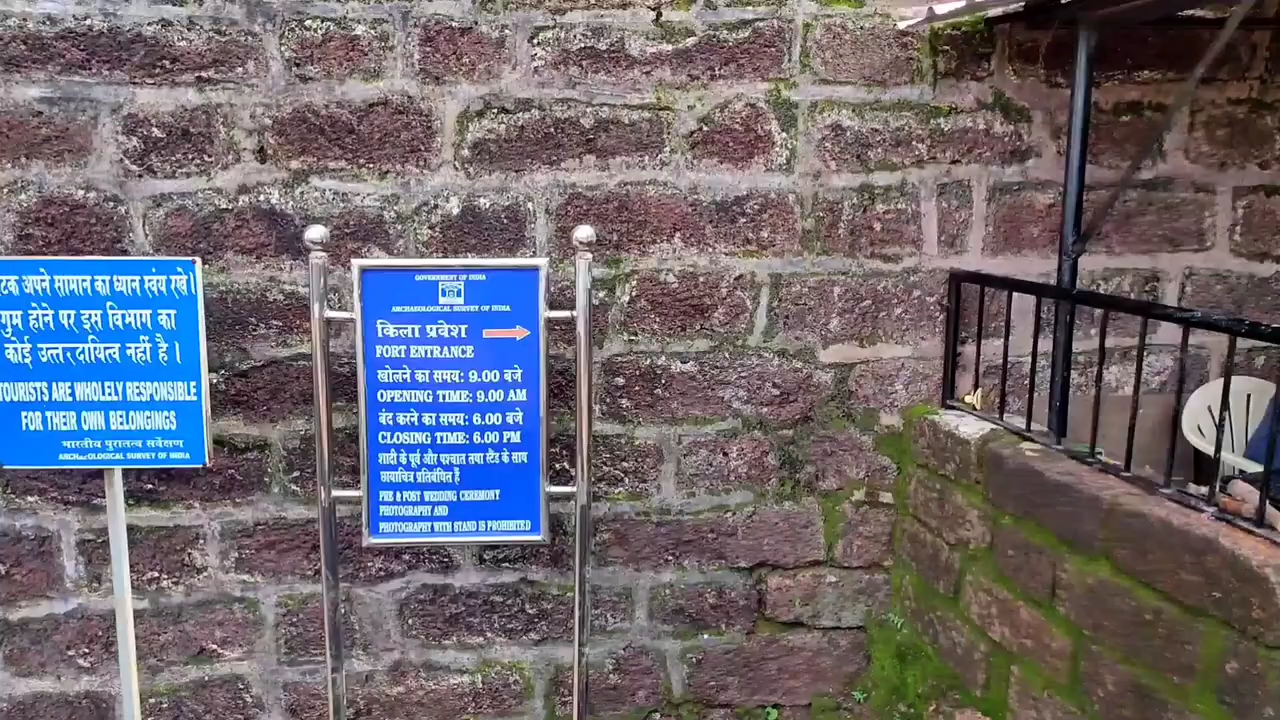 टक अपने सामान का ध्यान स्वंय रखे।
गुम होने पर इस विभाग का
कोई उत्तरदायित्व नहीं है।
TOURISTS ARE WHOLELY RESPONSIBLE
FOR THEIR OWN BELONGINGS
भारतीय पुरातत्व सर्वेक्षण
ARCHAEOLOGICAL SURVEY OF INDIA
GOVERNMENT OF INDIA
ARCHAEOLOGICAL SURVEY OF INDIA
किला प्रवेश
FORT ENTRANCE
खोलने का समय: 9.00 बजे
OPENING TIME: 9.00 AM
बंद करने का समय: 6.00 बजे
CLOSING TIME: 6.00 PM
शादी के पूर्व और पश्चात तथा स्टैंड के साथ
छायाचित्र प्रतिबंधित हैं
PRE & POST WEDDING CEREMONY
PHOTOGRAPHY AND
PHOTOGRAPHY WITH STAND IS PROHIBITED